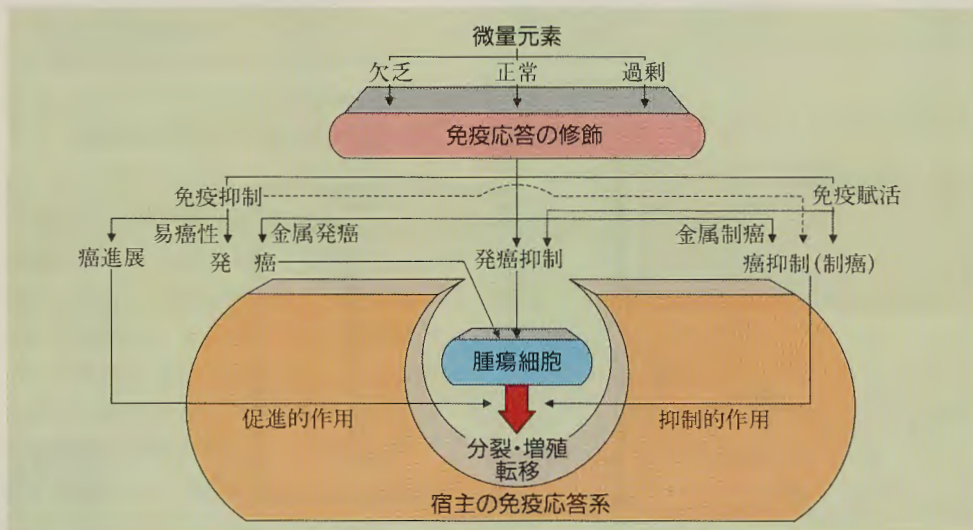 微量元素
欠乏 正常 過剰
免疫応答の修飾
免疫抑制 免疫賦活
易癌性 金属発癌 金属制癌
癌進展 発癌 発癌抑制 癌抑制(制癌)
腫瘍細胞
促進的作用 抑制的作用
分裂・増殖
転移
宿主の免疫応答系